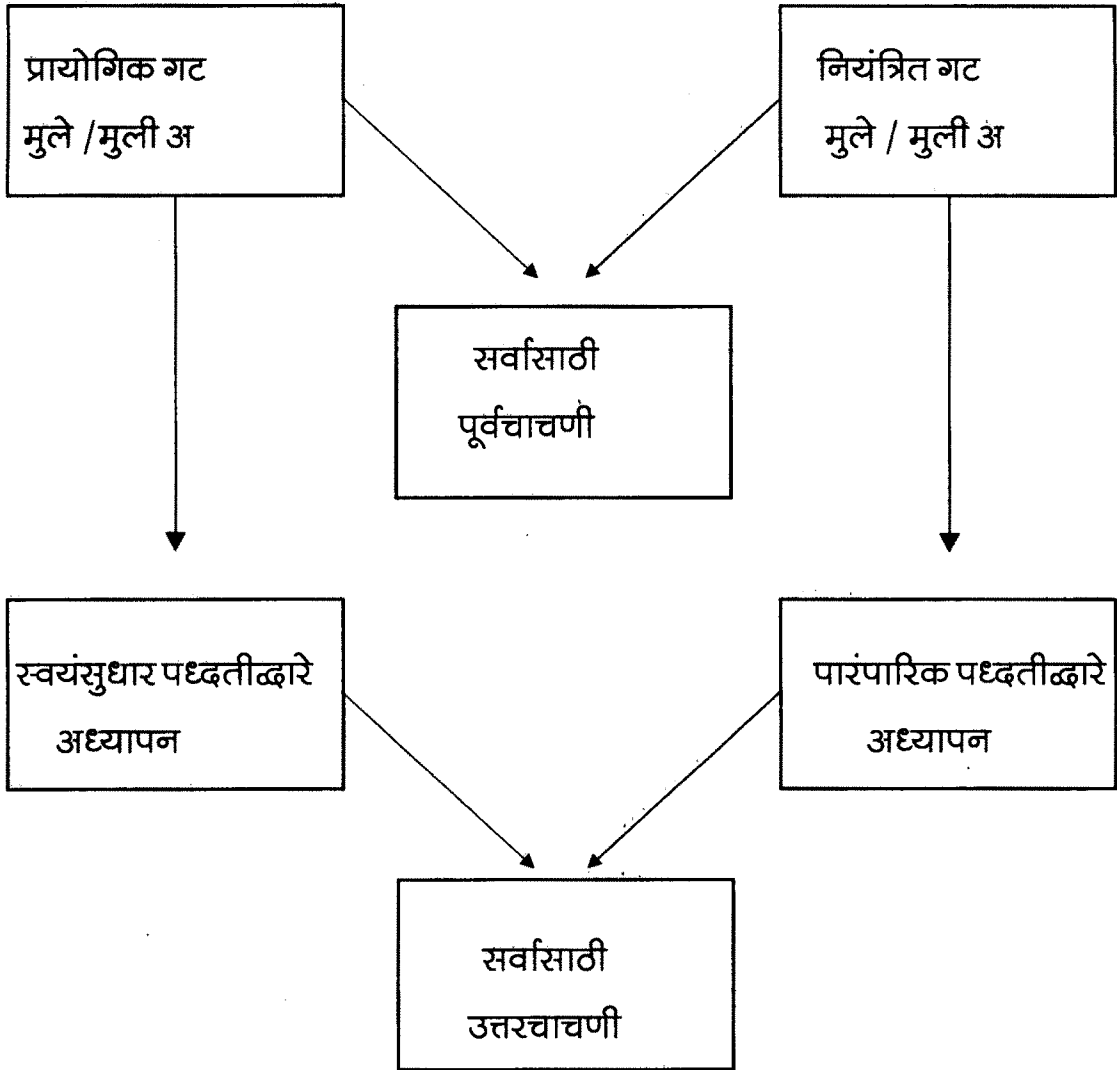 प्रायोगिक गट
मुले /मुली अ
नियंत्रित गट
मुले / मुली अ
सर्वासाठी
पूर्वचाचणी
स्वयंसुधार पध्दतीद्वारे
अध्यापन
पारंपारिक पध्दतीद्वारे
अध्यापन
सर्वासाठी
उत्तरचाचणी